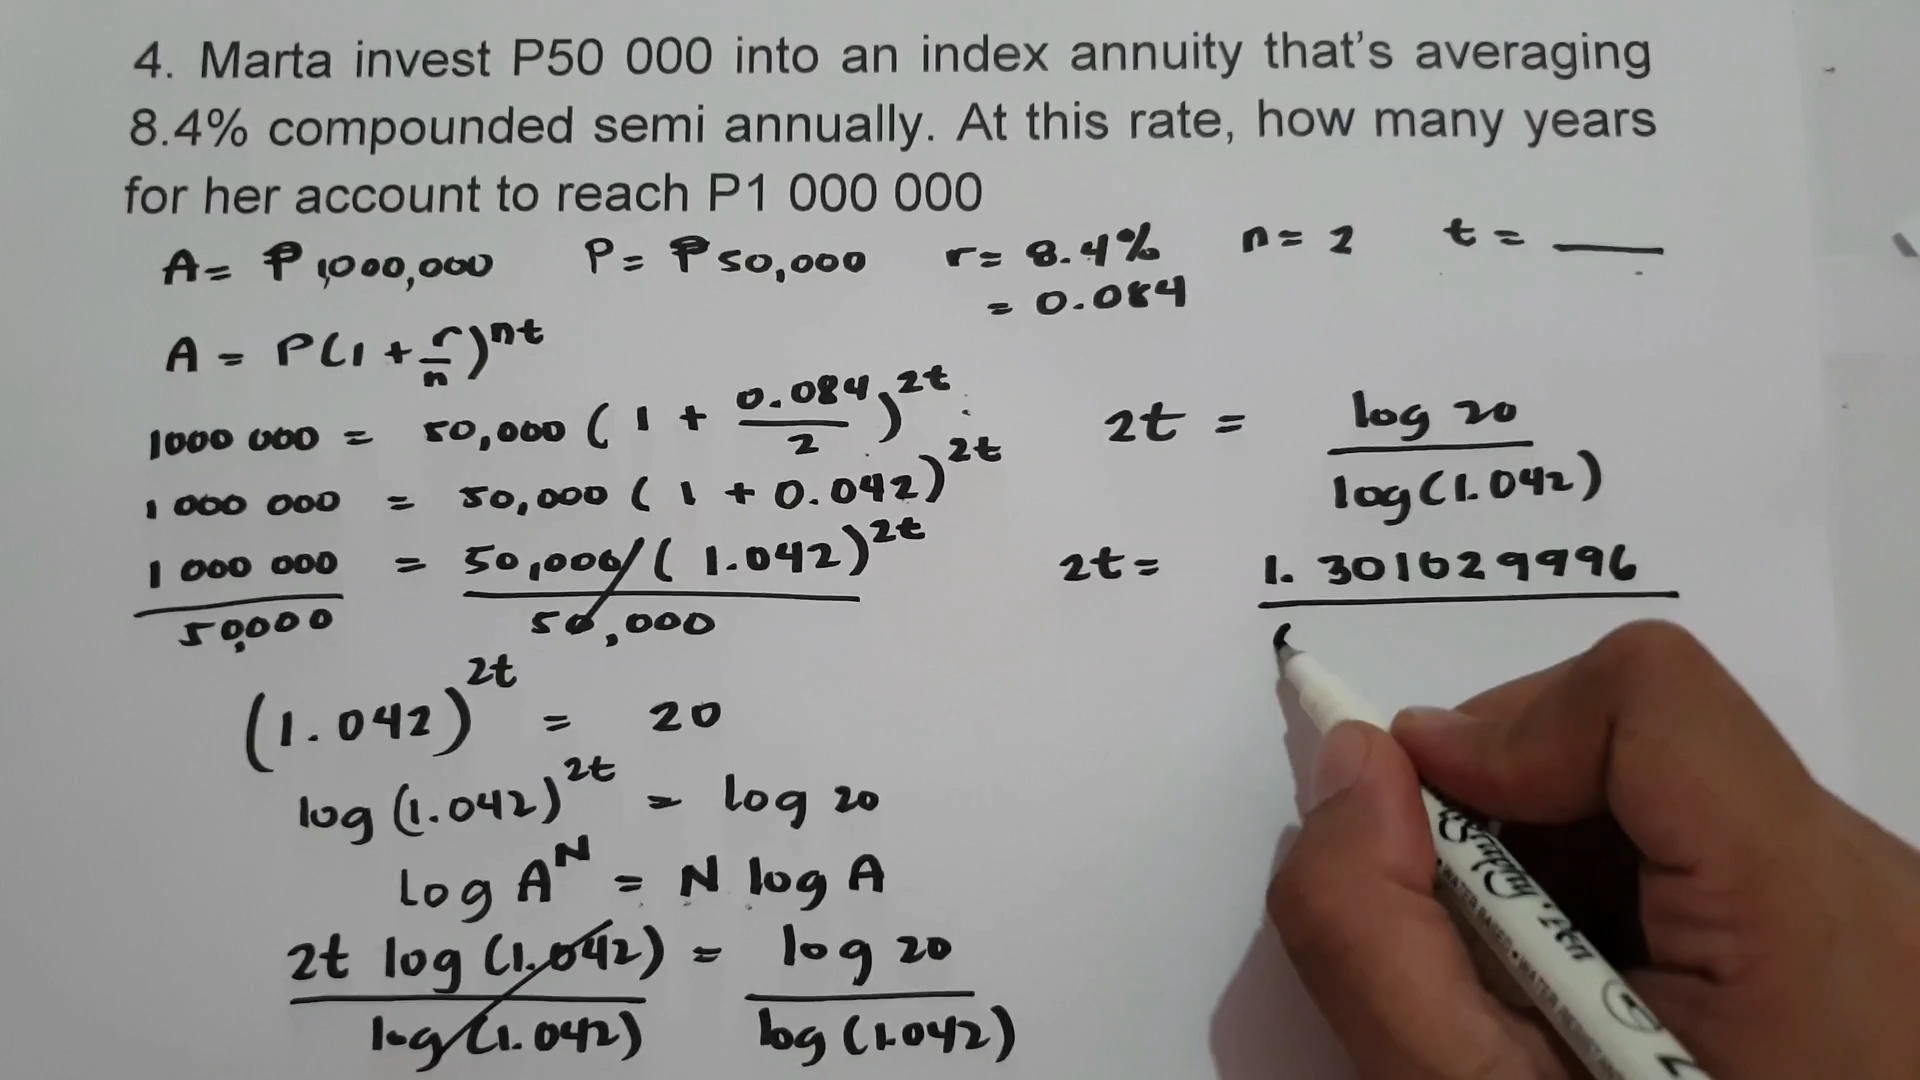 4. Marta invest P50 000 into an index annuity that's averaging
8.4% compounded semi annually. At this rate, how many years
for her account to reach P1 000 000
A = ₱1,000,000 P = ₱50,000 r = 8.4% n = 2 t = ____
= 0.084
A = P(1 + r/n)^nt
1000 000 = 50,000 (1 + 0.084/2)^2t
1 000 000 = 50,000 (1 + 0.042)^2t
1 000 000 = 50,000 (1.042)^2t
50,000 50,000
(1.042)^2t = 20
log (1.042)^2t = log 20
Log A^N = N log A
2t log (1.042) = log 20
log (1.042) log (1.042)
2t = log 20
log (1.042)
2t = 1.301029996